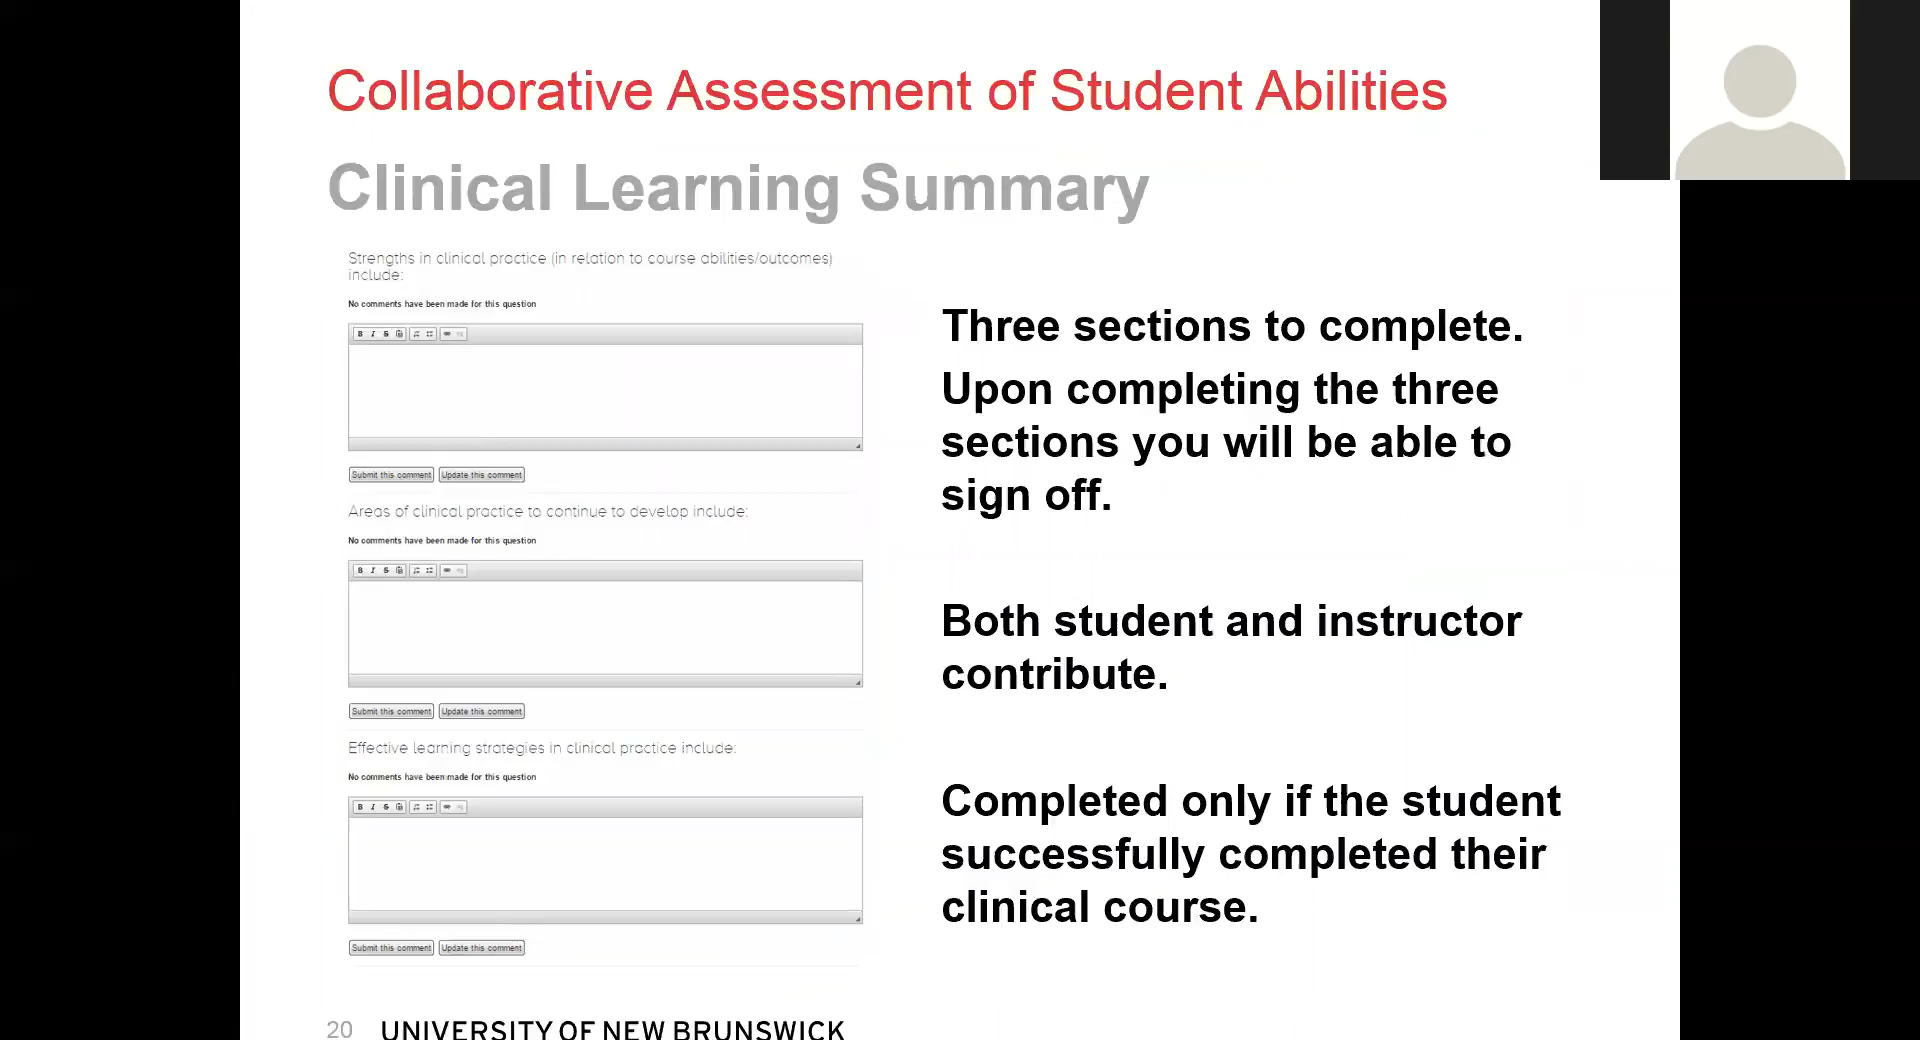 Collaborative Assessment of Student Abilities
Clinical Learning Summary
Strengths in clinical practice (in relation to course abilities/outcomes)
include:
No comments have been made for this question
B I S
Submit this comment Update this comment
Areas of clinical practice to continue to develop include:
No comments have been made for this question
B I S
Submit this comment Update this comment
Effective learning strategies in clinical practice include:
No comments have been made for this question
B I S
Submit this comment Update this comment
Three sections to complete.
Upon completing the three
sections you will be able to
sign off.
Both student and instructor
contribute.
Completed only if the student
successfully completed their
clinical course.
20 UNIVERSITY OF NEW BRUNSWICK